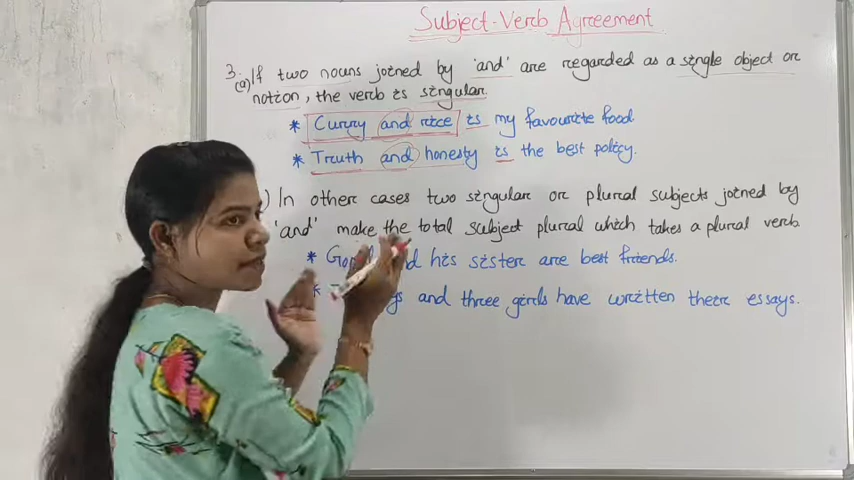 Subject-Verb Agreement
3. (a) If two nouns joined by 'and' are regarded as a single object or
notion, the verb is singular.
* Curry and rice is my favourite food
* Truth and honesty is the best policy.
) In other cases two singular or plural subjects joined by
'and' make the total subject plural which takes a plural verb
* his sister are best friends.
* and three girls have written their essays.